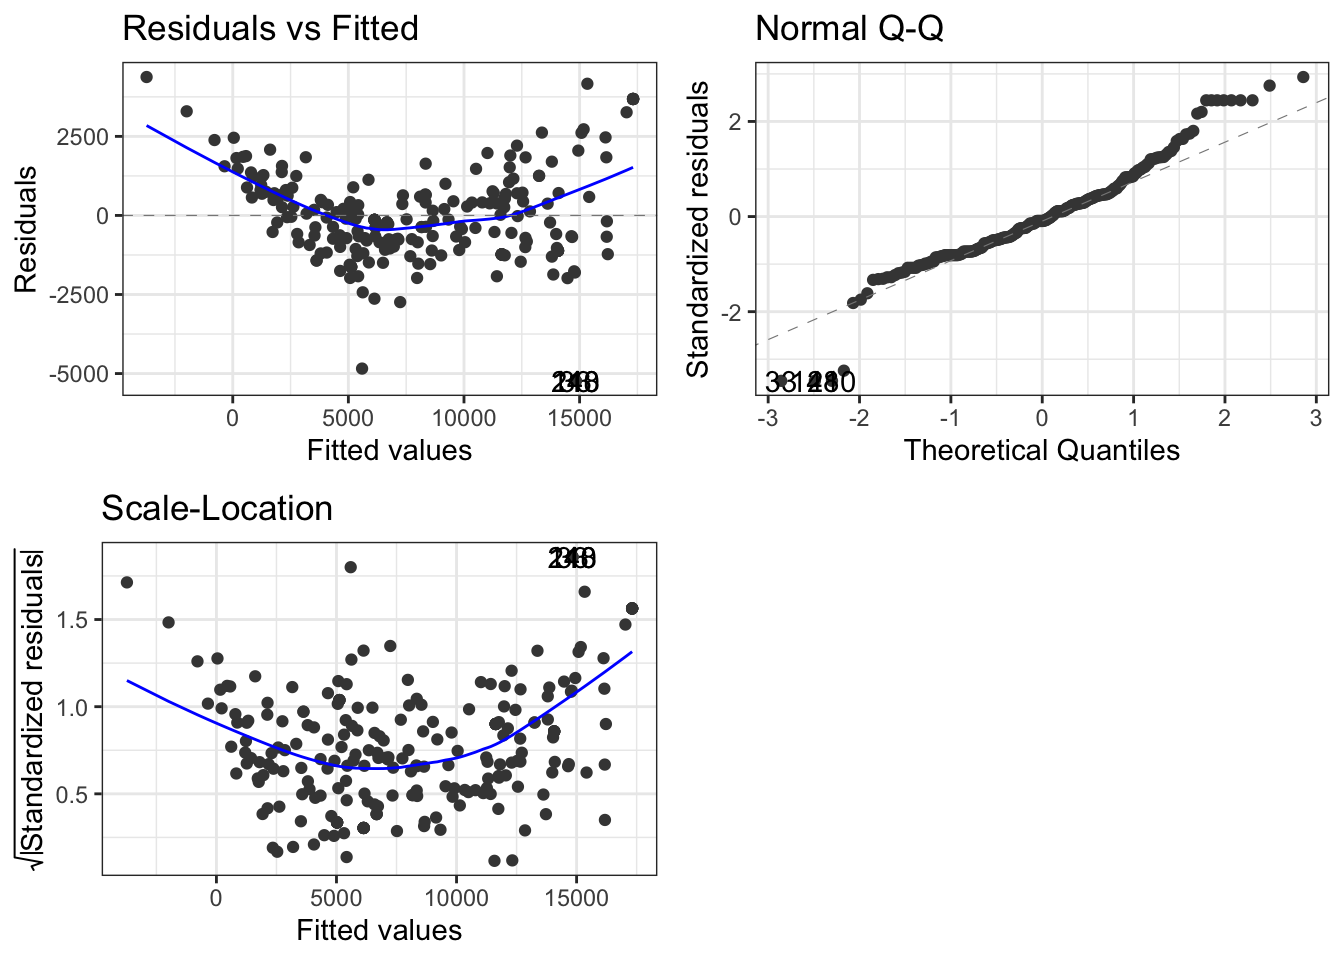 Residuals vs Fitted
Residuals
2500
0
-2500
-5000
0 5000 10000 15000
Fitted values
Normal Q-Q
Standardized residuals
2
0
-2
33
-3 -2 -1 0 1 2 3
Theoretical Quantiles
Scale-Location
√|Standardized residuals|
1.5
1.0
0.5
0 5000 10000 15000
Fitted values